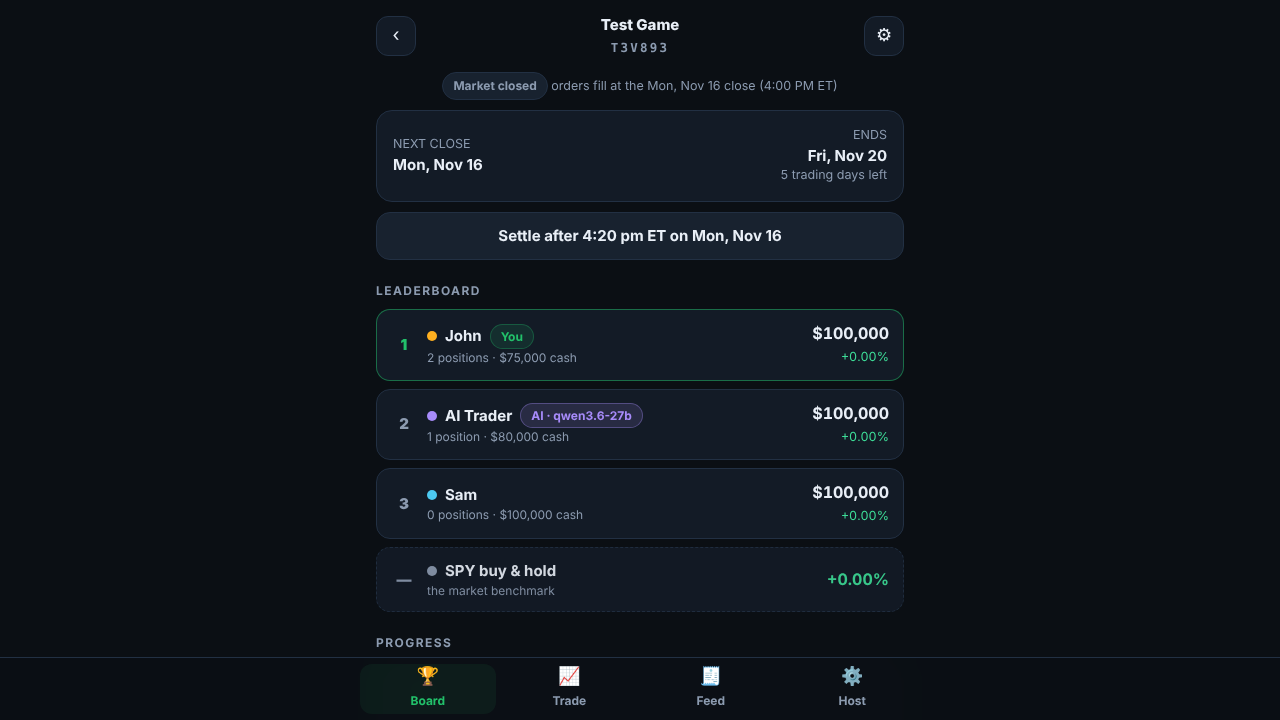 ‹
Test Game
T3V893
⚙
Market closed orders fill at the Mon, Nov 16 close (4:00 PM ET)
NEXT CLOSE
Mon, Nov 16
ENDS
Fri, Nov 20
5 trading days left
Settle after 4:20 pm ET on Mon, Nov 16
LEADERBOARD
1
John You
2 positions · $75,000 cash
$100,000
+0.00%
2
AI Trader AI · qwen3.6-27b
1 position · $80,000 cash
$100,000
+0.00%
3
Sam
0 positions · $100,000 cash
$100,000
+0.00%
—
SPY buy & hold
the market benchmark
+0.00%
PROGRESS
Board
Trade
Feed
Host